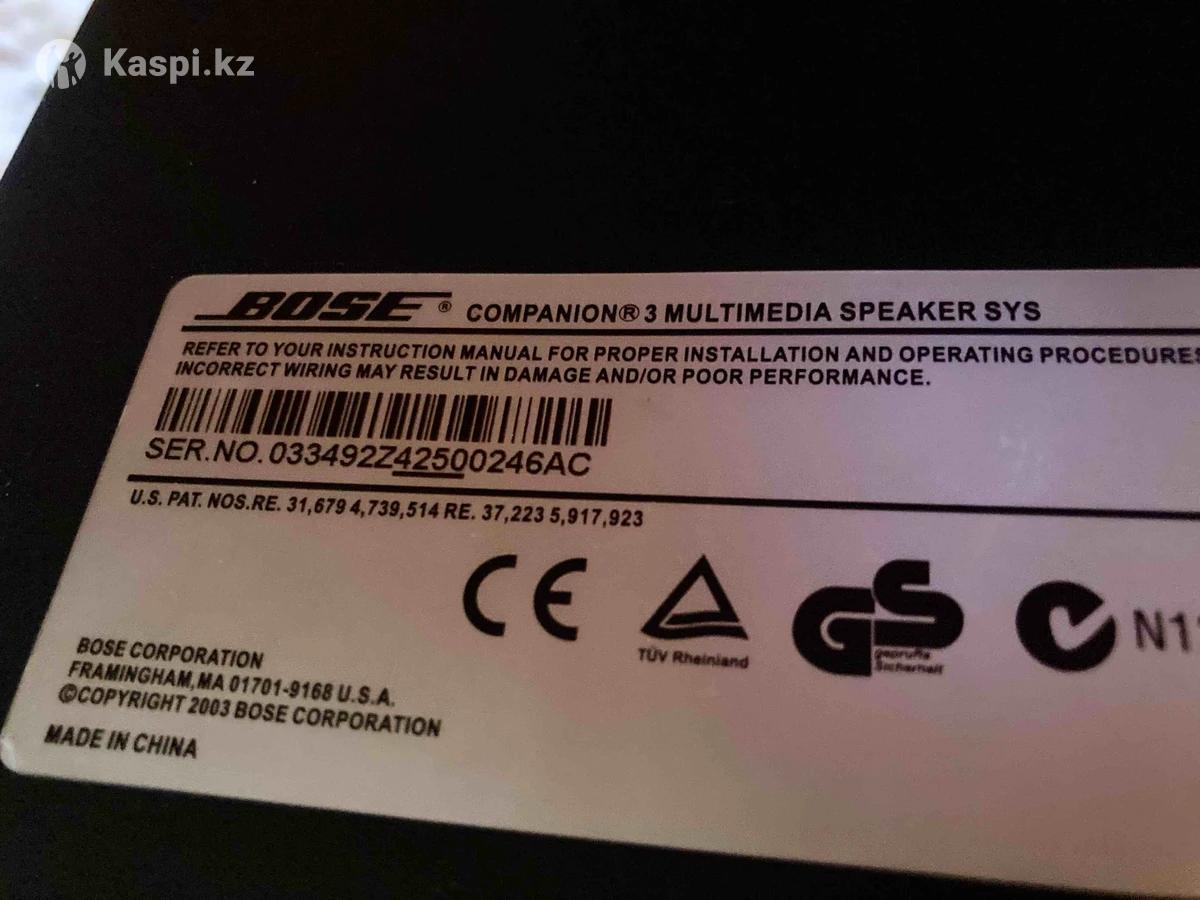 Kaspi.kz
BOSE® COMPANION® 3 MULTIMEDIA SPEAKER SYS
REFER TO YOUR INSTRUCTION MANUAL FOR PROPER INSTALLATION AND OPERATING PROCEDURES
INCORRECT WIRING MAY RESULT IN DAMAGE AND/OR POOR PERFORMANCE.
SER.NO. 033492Z42500246AC
U.S. PAT. NOS.RE. 31,679 4,739,514 RE. 37,223 5,917,923
CE
TÜV Rheinland
GS
geprüfte
Sicherheit
N11
BOSE CORPORATION
FRAMINGHAM,MA 01701-9168 U.S.A.
©COPYRIGHT 2003 BOSE CORPORATION
MADE IN CHINA